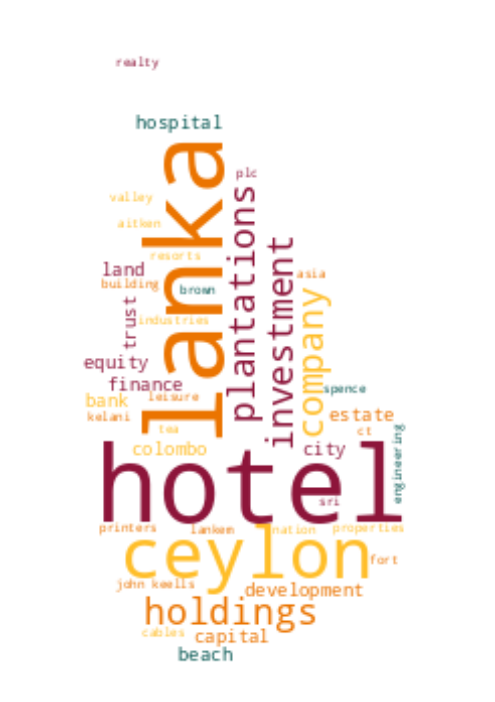 realty
hospital
lanka
plc
valley
plantations
aitken
investment
resorts
land
asia
building
brown
company
trust
industries
equity
finance
spence
bank
leisure
kelani
estate
tea
ct
engineering
colombo
city
hotel
sri
printers
lankem
nation
properties
ceylon
fort
john keells
development
holdings
cables
capital
beach